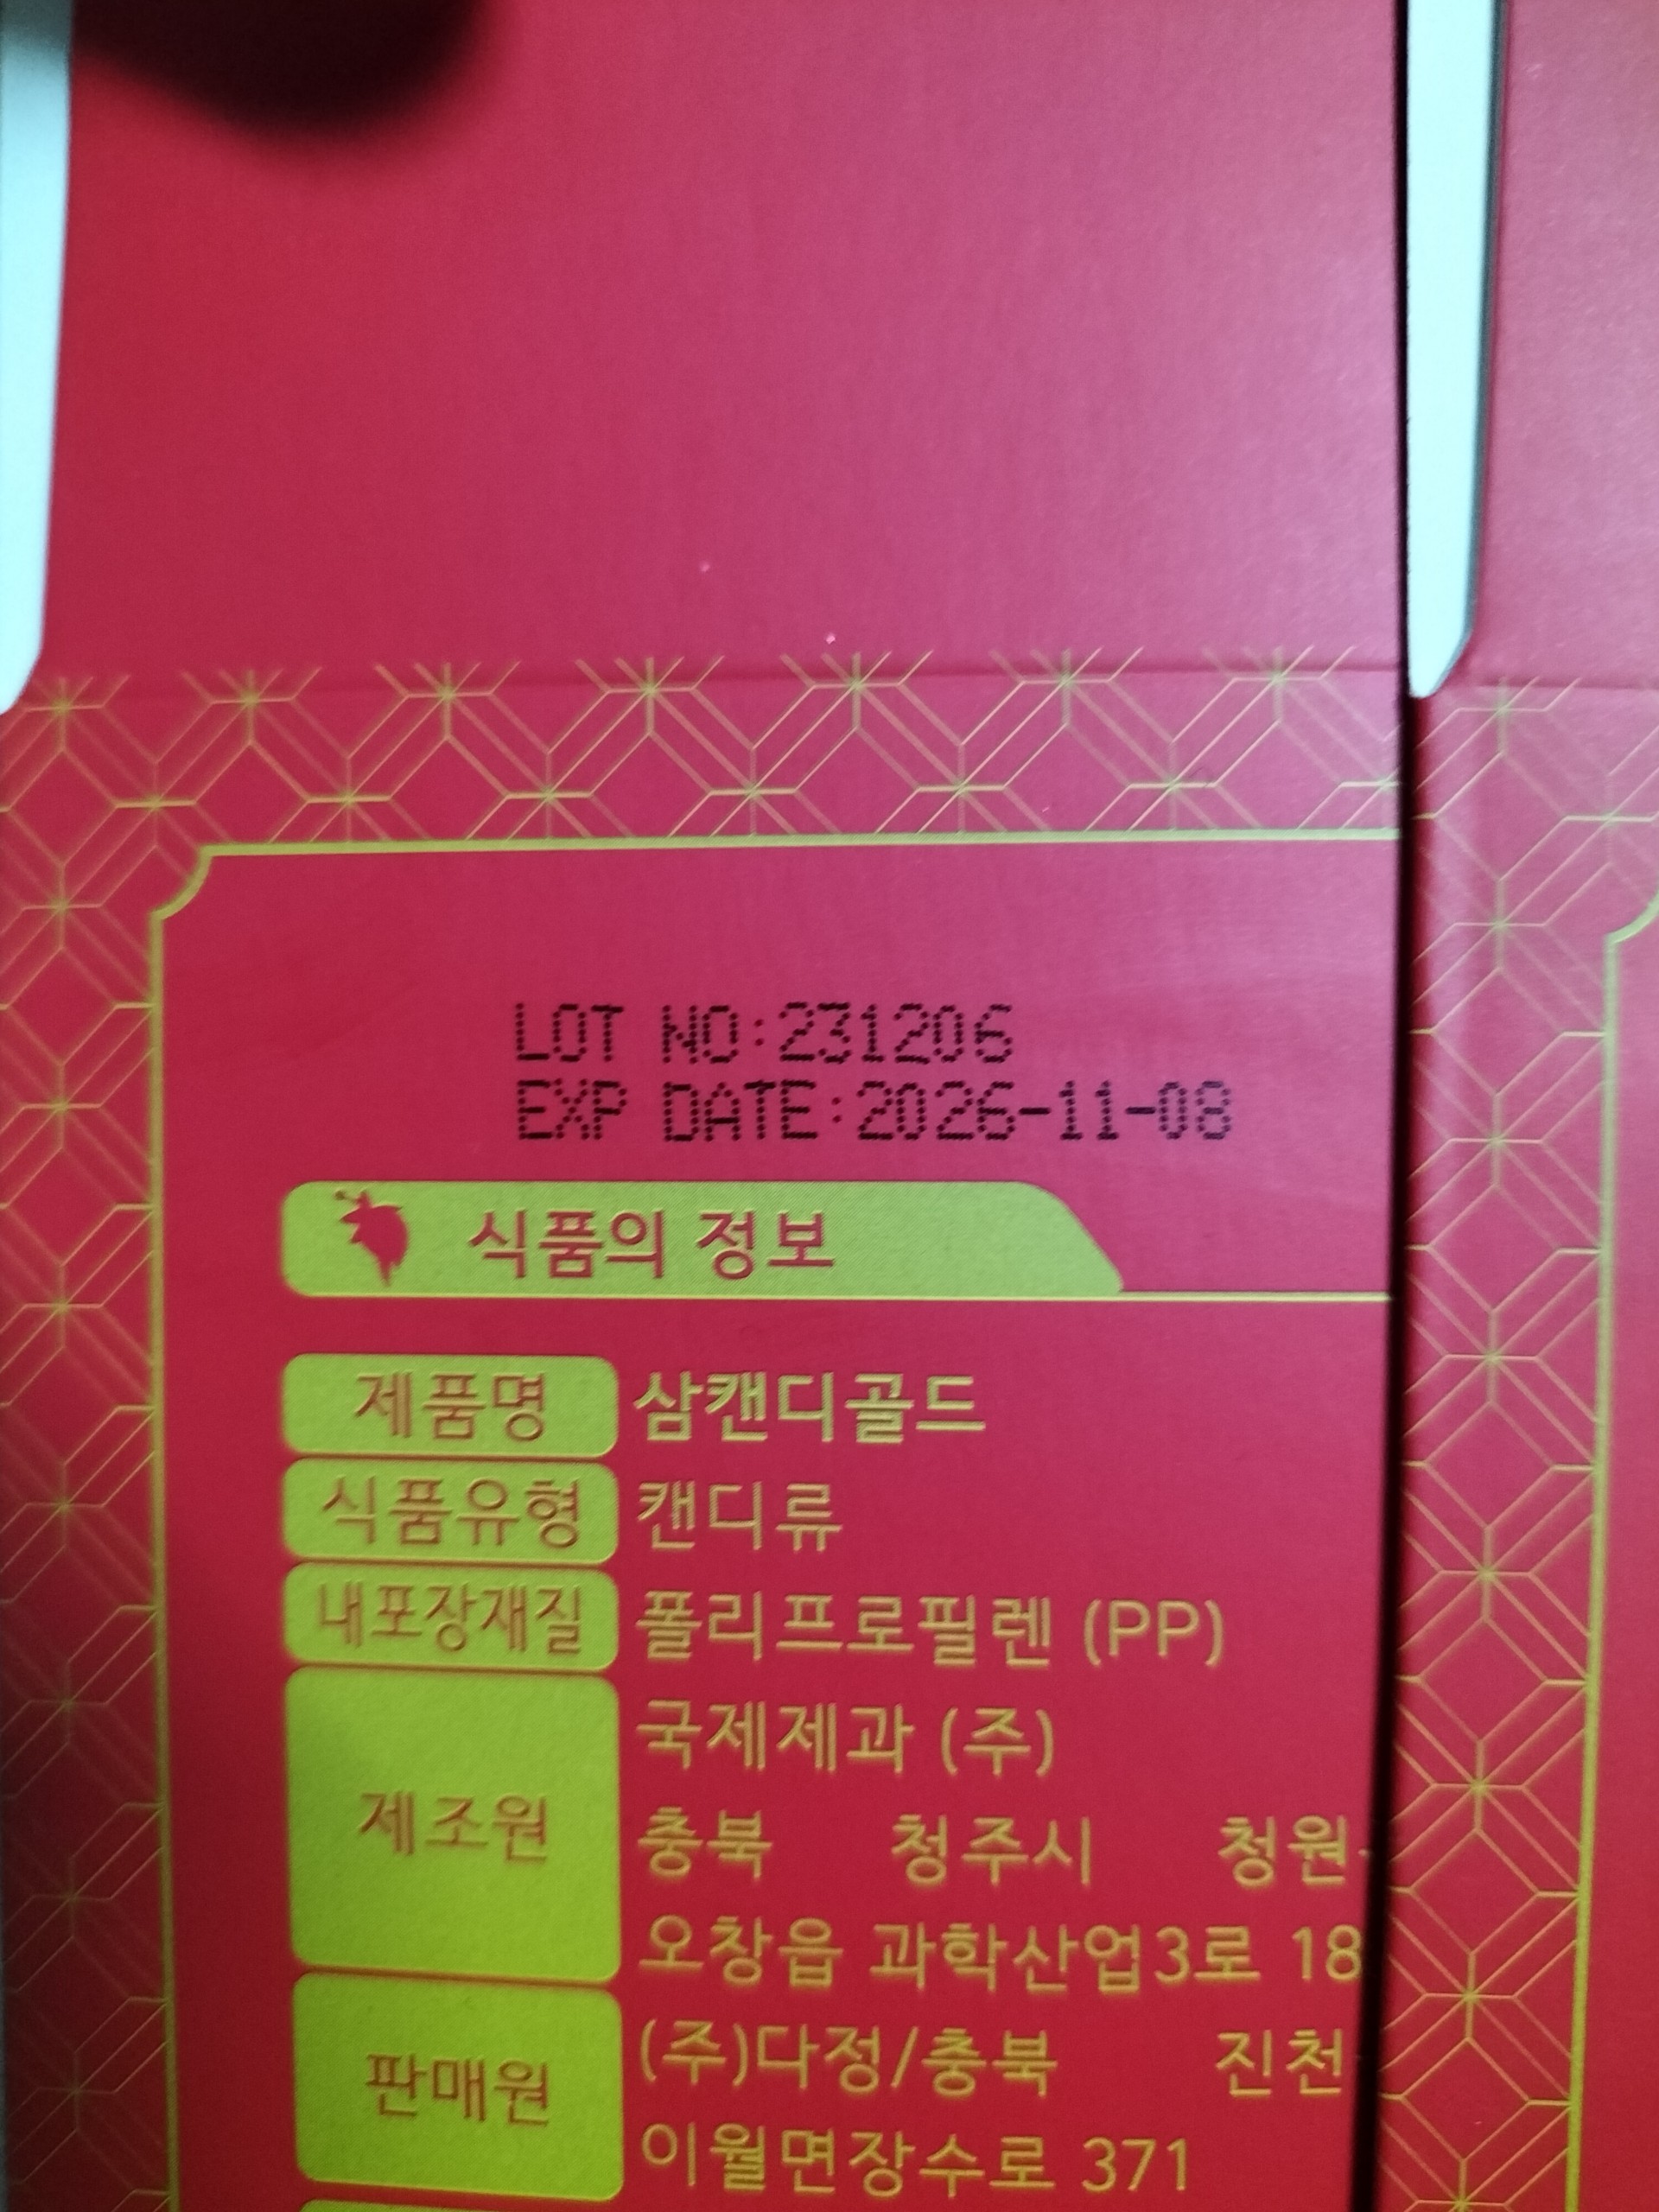 LOT NO:231206
EXP DATE:2026-11-08
식품의 정보
제품명 삼캔디골드
식품유형 캔디류
내포장재질 폴리프로필렌 (PP)
제조원 국제제과 (주)
충북 청주시
오창읍 과학산업3로 18
판매원 (주)다정/충북 진천
이월면장수로 371